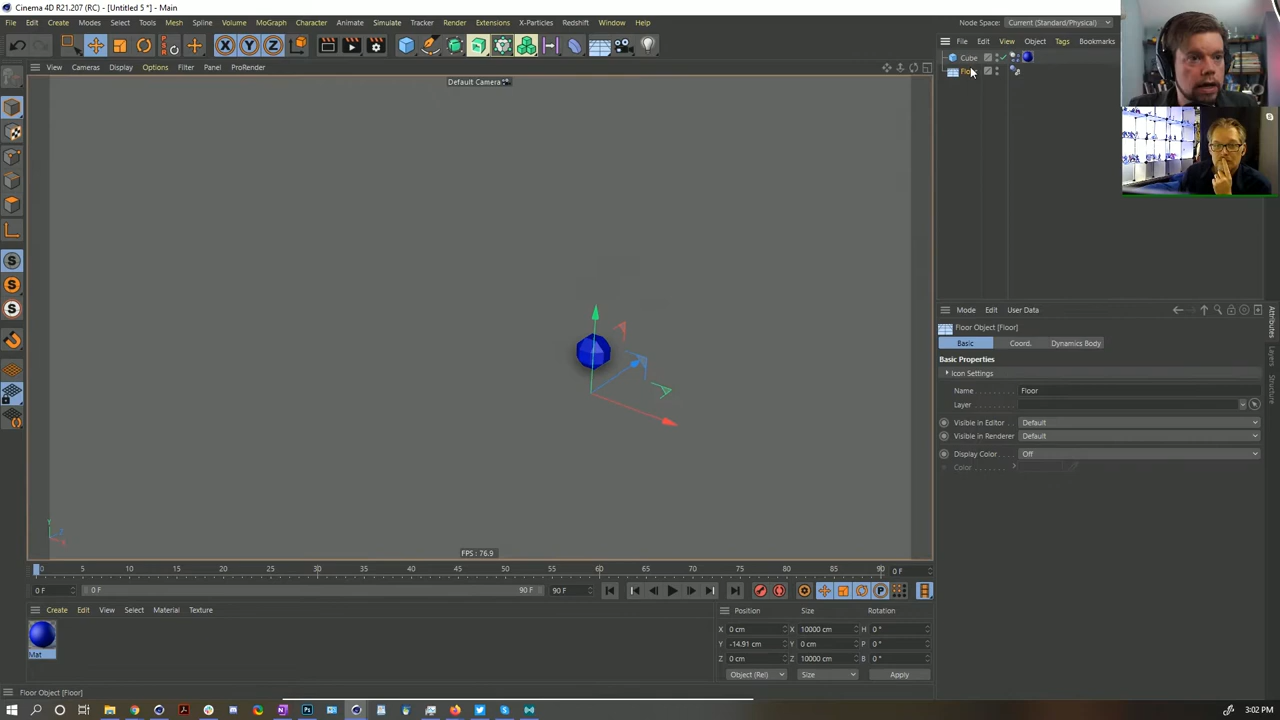 Cinema 4D R21.207 (RC) - [Untitled 5 *] - Main
File Edit Create Modes Select Tools Mesh Spline Volume MoGraph Character Animate Simulate Tracker Render Extensions X-Particles Redshift Window Help
Node Space: Current (Standard/Physical)
File Edit View Object Tags Bookmarks
X Y Z
View Cameras Display Options Filter Panel ProRender
Default Camera
Cube
Mode Edit User Data
Floor Object [Floor]
Basic Coord. Dynamics Body
Basic Properties
Icon Settings
Name Floor
Layer
Visible in Editor Default
Visible in Renderer Default
Display Color Off
Color
Attributes
Layers
Structure
S
S
S
Y
Z
X
FPS : 76.9
0 5 10 15 20 25 30 35 40 45 50 55 60 65 70 75 80 85 90 0 F
0 F 0 F 90 F 90 F
P
Create Edit View Select Material Texture
Mat
Position Size Rotation
X 0 cm X 10000 cm H 0 °
Y -14.91 cm Y 0 cm P 0 °
Z 0 cm Z 10000 cm B 0 °
Object (Rel) Size Apply
Floor Object [Floor]
3:02 PM